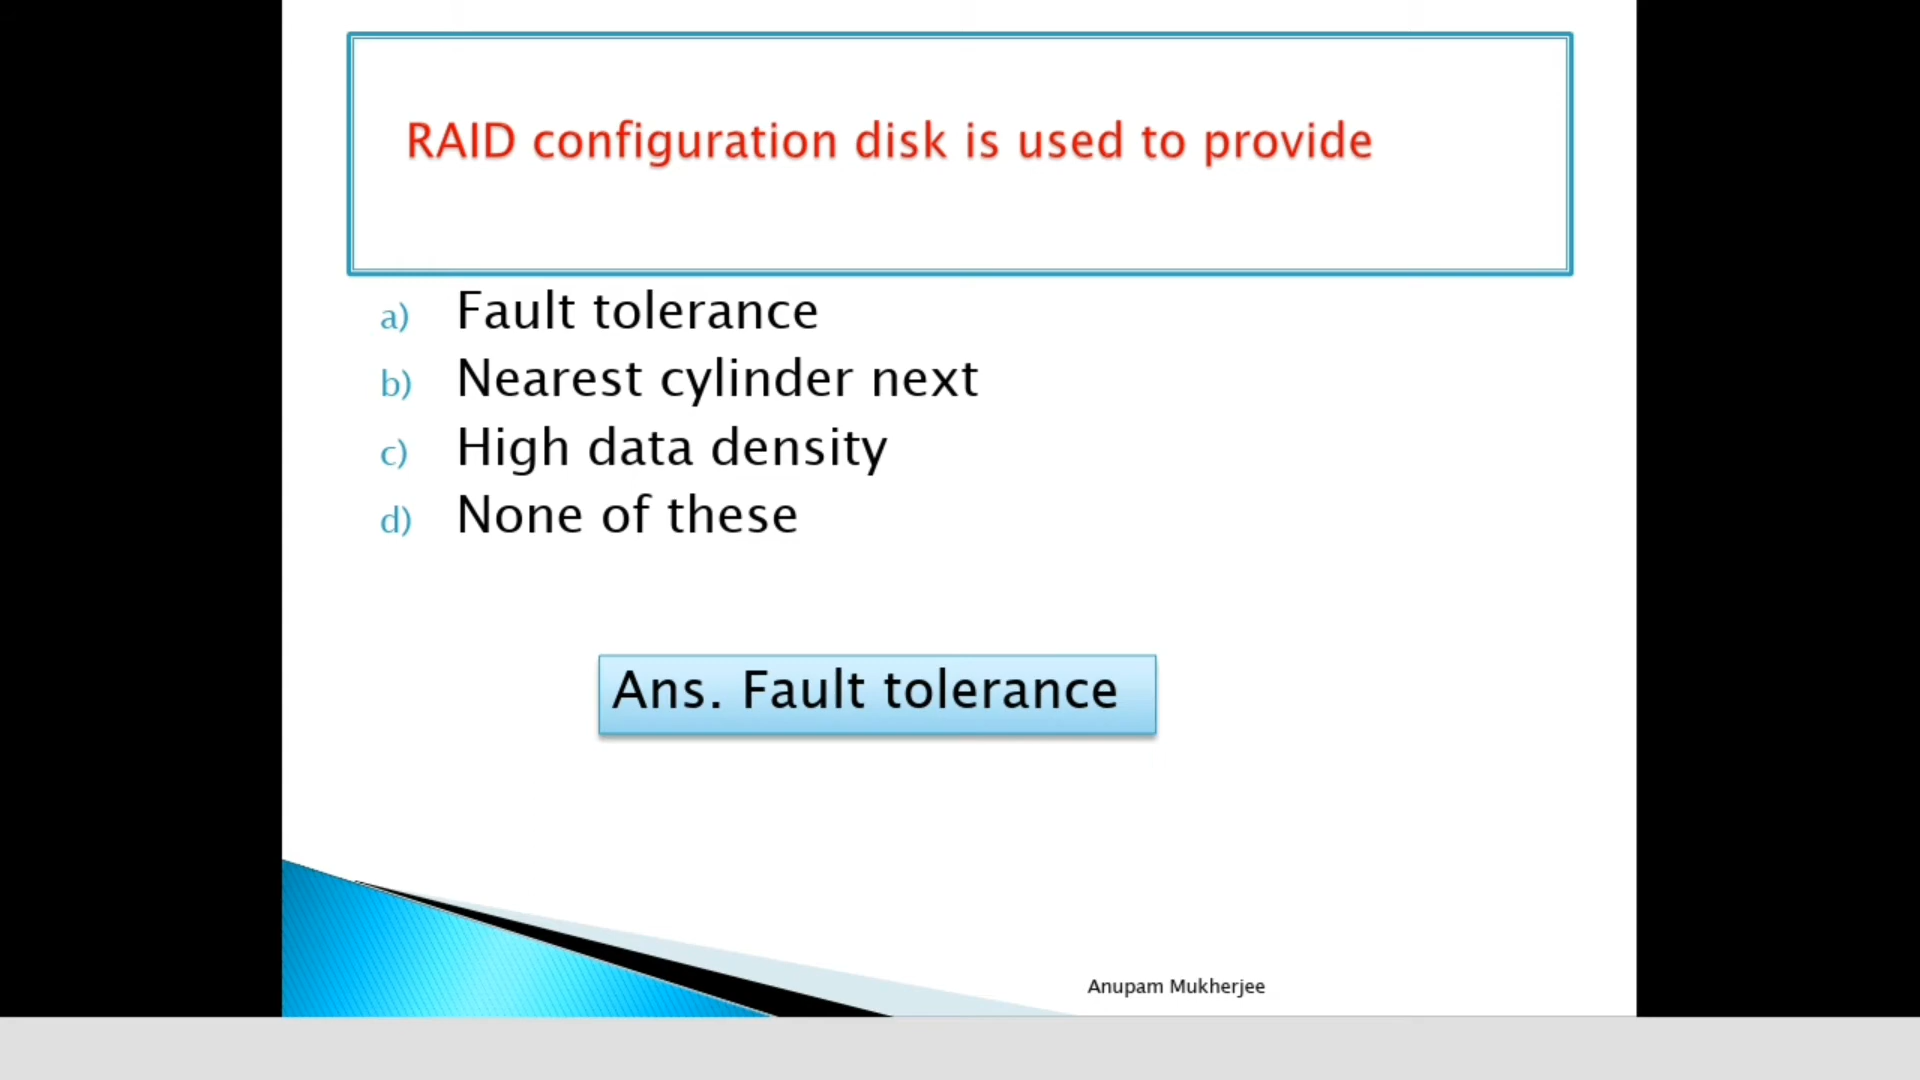 RAID configuration disk is used to provide
a) Fault tolerance
b) Nearest cylinder next
c) High data density
d) None of these
Ans. Fault tolerance
Anupam Mukherjee